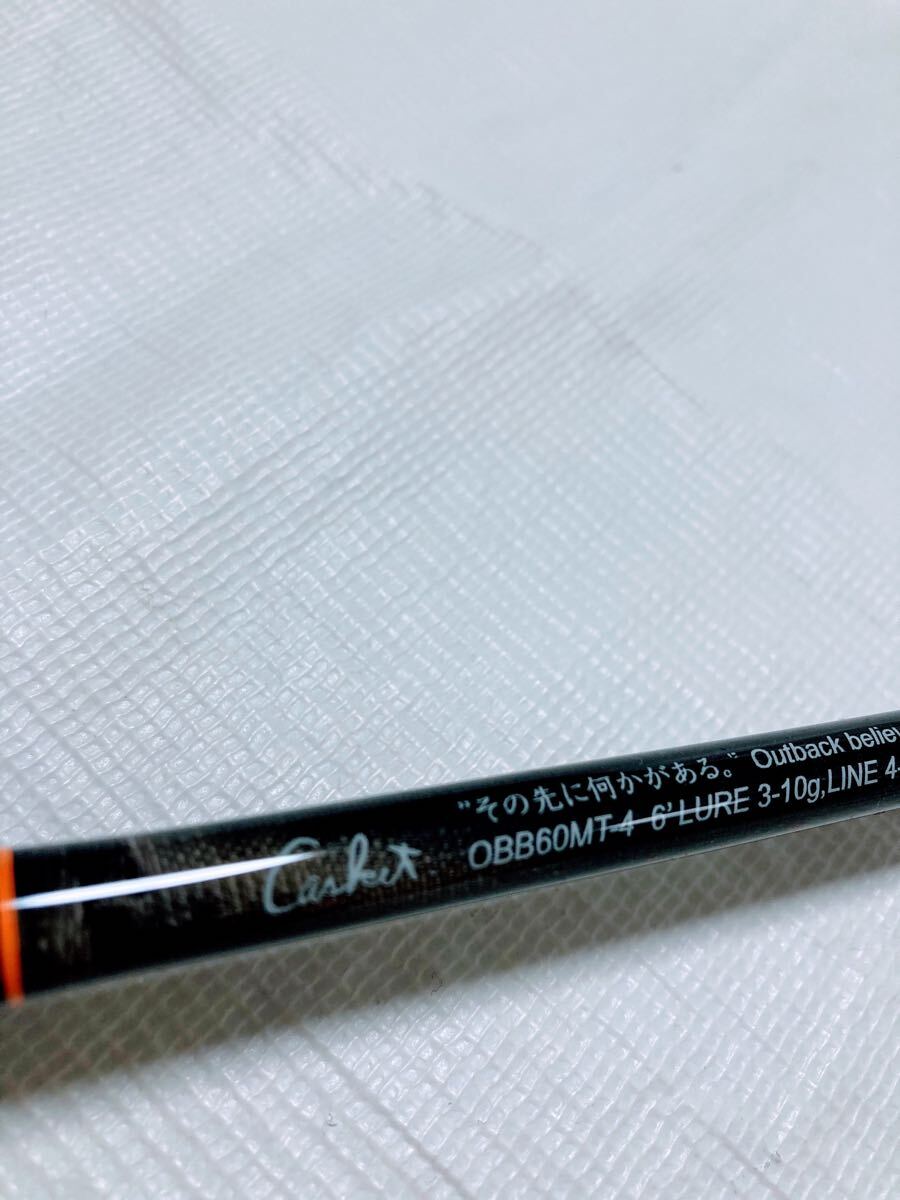 Carket
"その先に何かがある。" Outback believ
OBB60MT-4 6'LURE 3-10g,LINE 4-